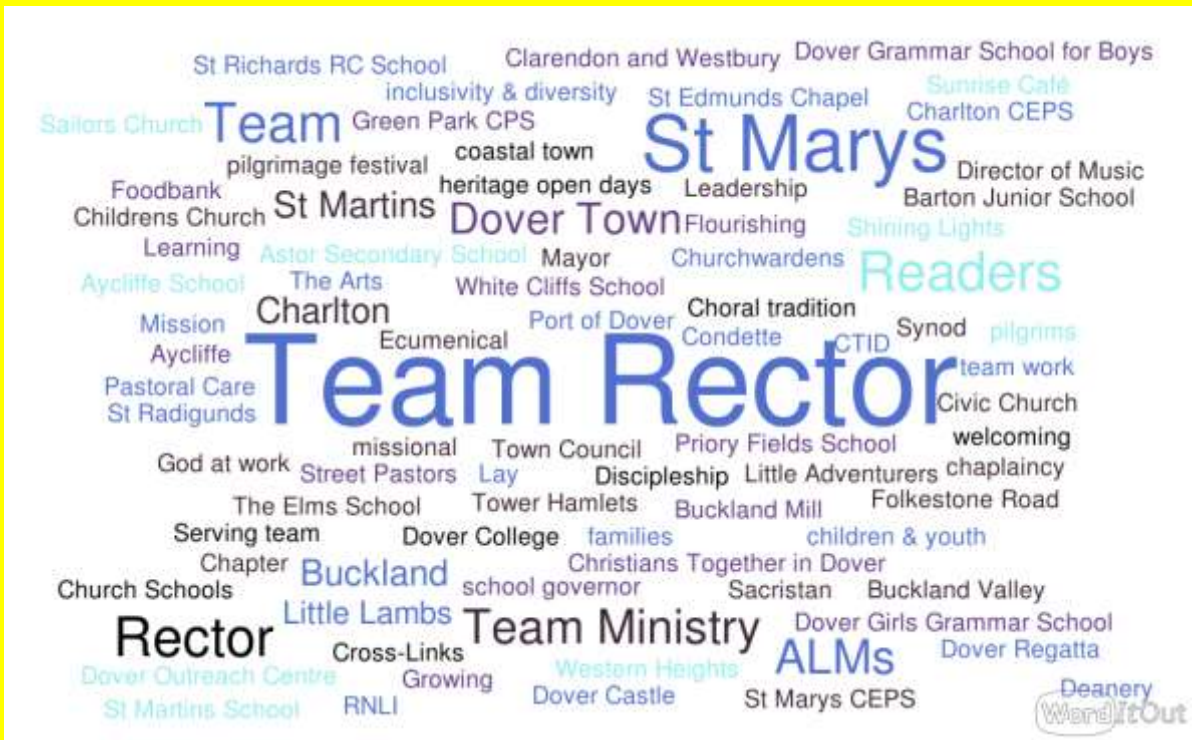 St Richards RC School Clarendon and Westbury Dover Grammar School for Boys
inclusivity & diversity St Edmunds Chapel Sunrise Café
Sailors Church Team Green Park CPS St Marys Charlton CEPS
pilgrimage festival coastal town Director of Music
Foodbank heritage open days Leadership Barton Junior School
Childrens Church St Martins Dover Town Flourishing Shining Lights
Learning Astor Secondary School Mayor Churchwardens Readers
Aycliffe School The Arts White Cliffs School
Charlton Choral tradition
Mission Port of Dover Condette CTID Synod pilgrims
Aycliffe Ecumenical
Team Rector team work
Pastoral Care
St Radigunds Civic Church
missional Town Council Priory Fields School welcoming
God at work Street Pastors Lay Discipleship Little Adventurers chaplaincy
The Elms School Tower Hamlets Buckland Mill Folkestone Road
Serving team Dover College families children & youth
Chapter Buckland Christians Together in Dover
Church Schools school governor Sacristan Buckland Valley
Little Lambs Team Ministry Dover Girls Grammar School
Rector Cross-Links ALMs Dover Regatta
Dover Outreach Centre Growing Western Heights
St Martins School RNLI Dover Castle St Marys CEPS Deanery
WordItOut